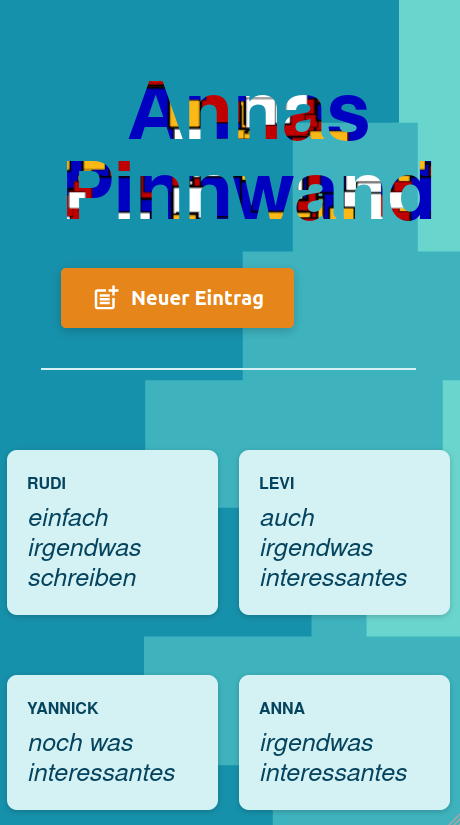 Annas
Pinnwand
Neuer Eintrag
RUDI
einfach
irgendwas
schreiben
LEVI
auch
irgendwas
interessantes
YANNICK
noch was
interessantes
ANNA
irgendwas
interessantes